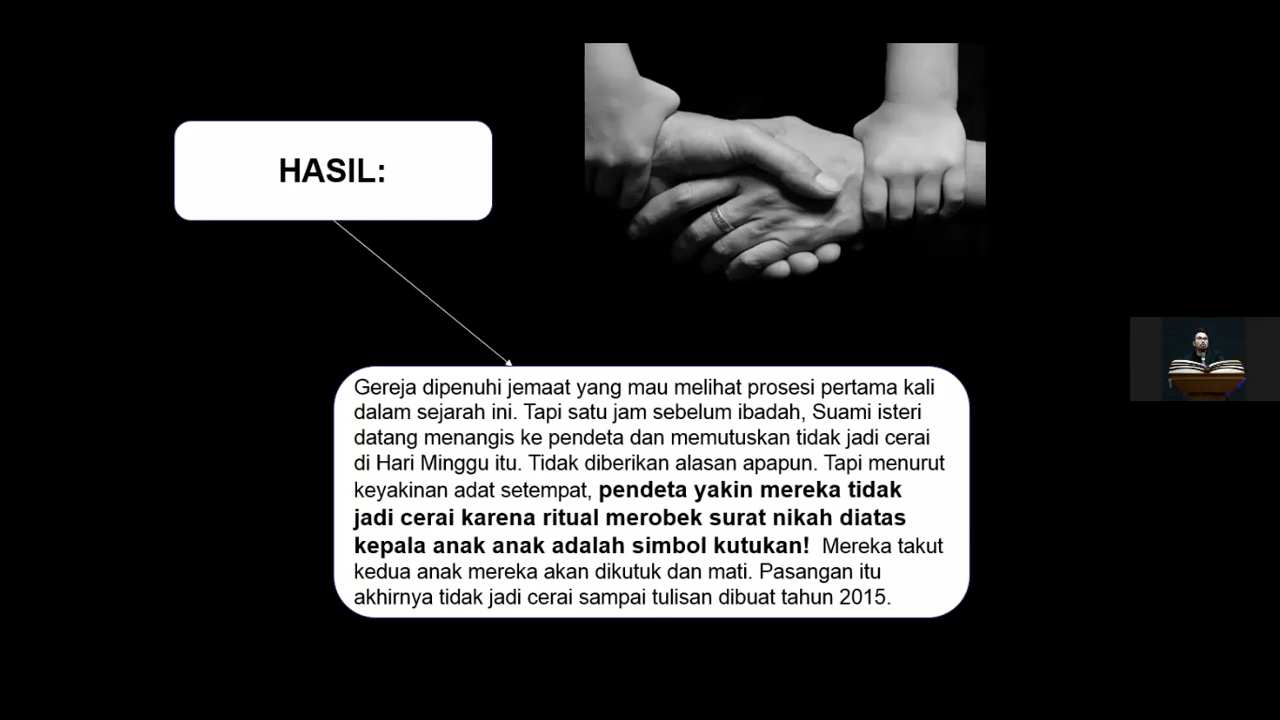 HASIL:
Gereja dipenuhi jemaat yang mau melihat prosesi pertama kali
dalam sejarah ini. Tapi satu jam sebelum ibadah, Suami isteri
datang menangis ke pendeta dan memutuskan tidak jadi cerai
di Hari Minggu itu. Tidak diberikan alasan apapun. Tapi menurut
keyakinan adat setempat, pendeta yakin mereka tidak
jadi cerai karena ritual merobek surat nikah diatas
kepala anak anak adalah simbol kutukan! Mereka takut
kedua anak mereka akan dikutuk dan mati. Pasangan itu
akhirnya tidak jadi cerai sampai tulisan dibuat tahun 2015.